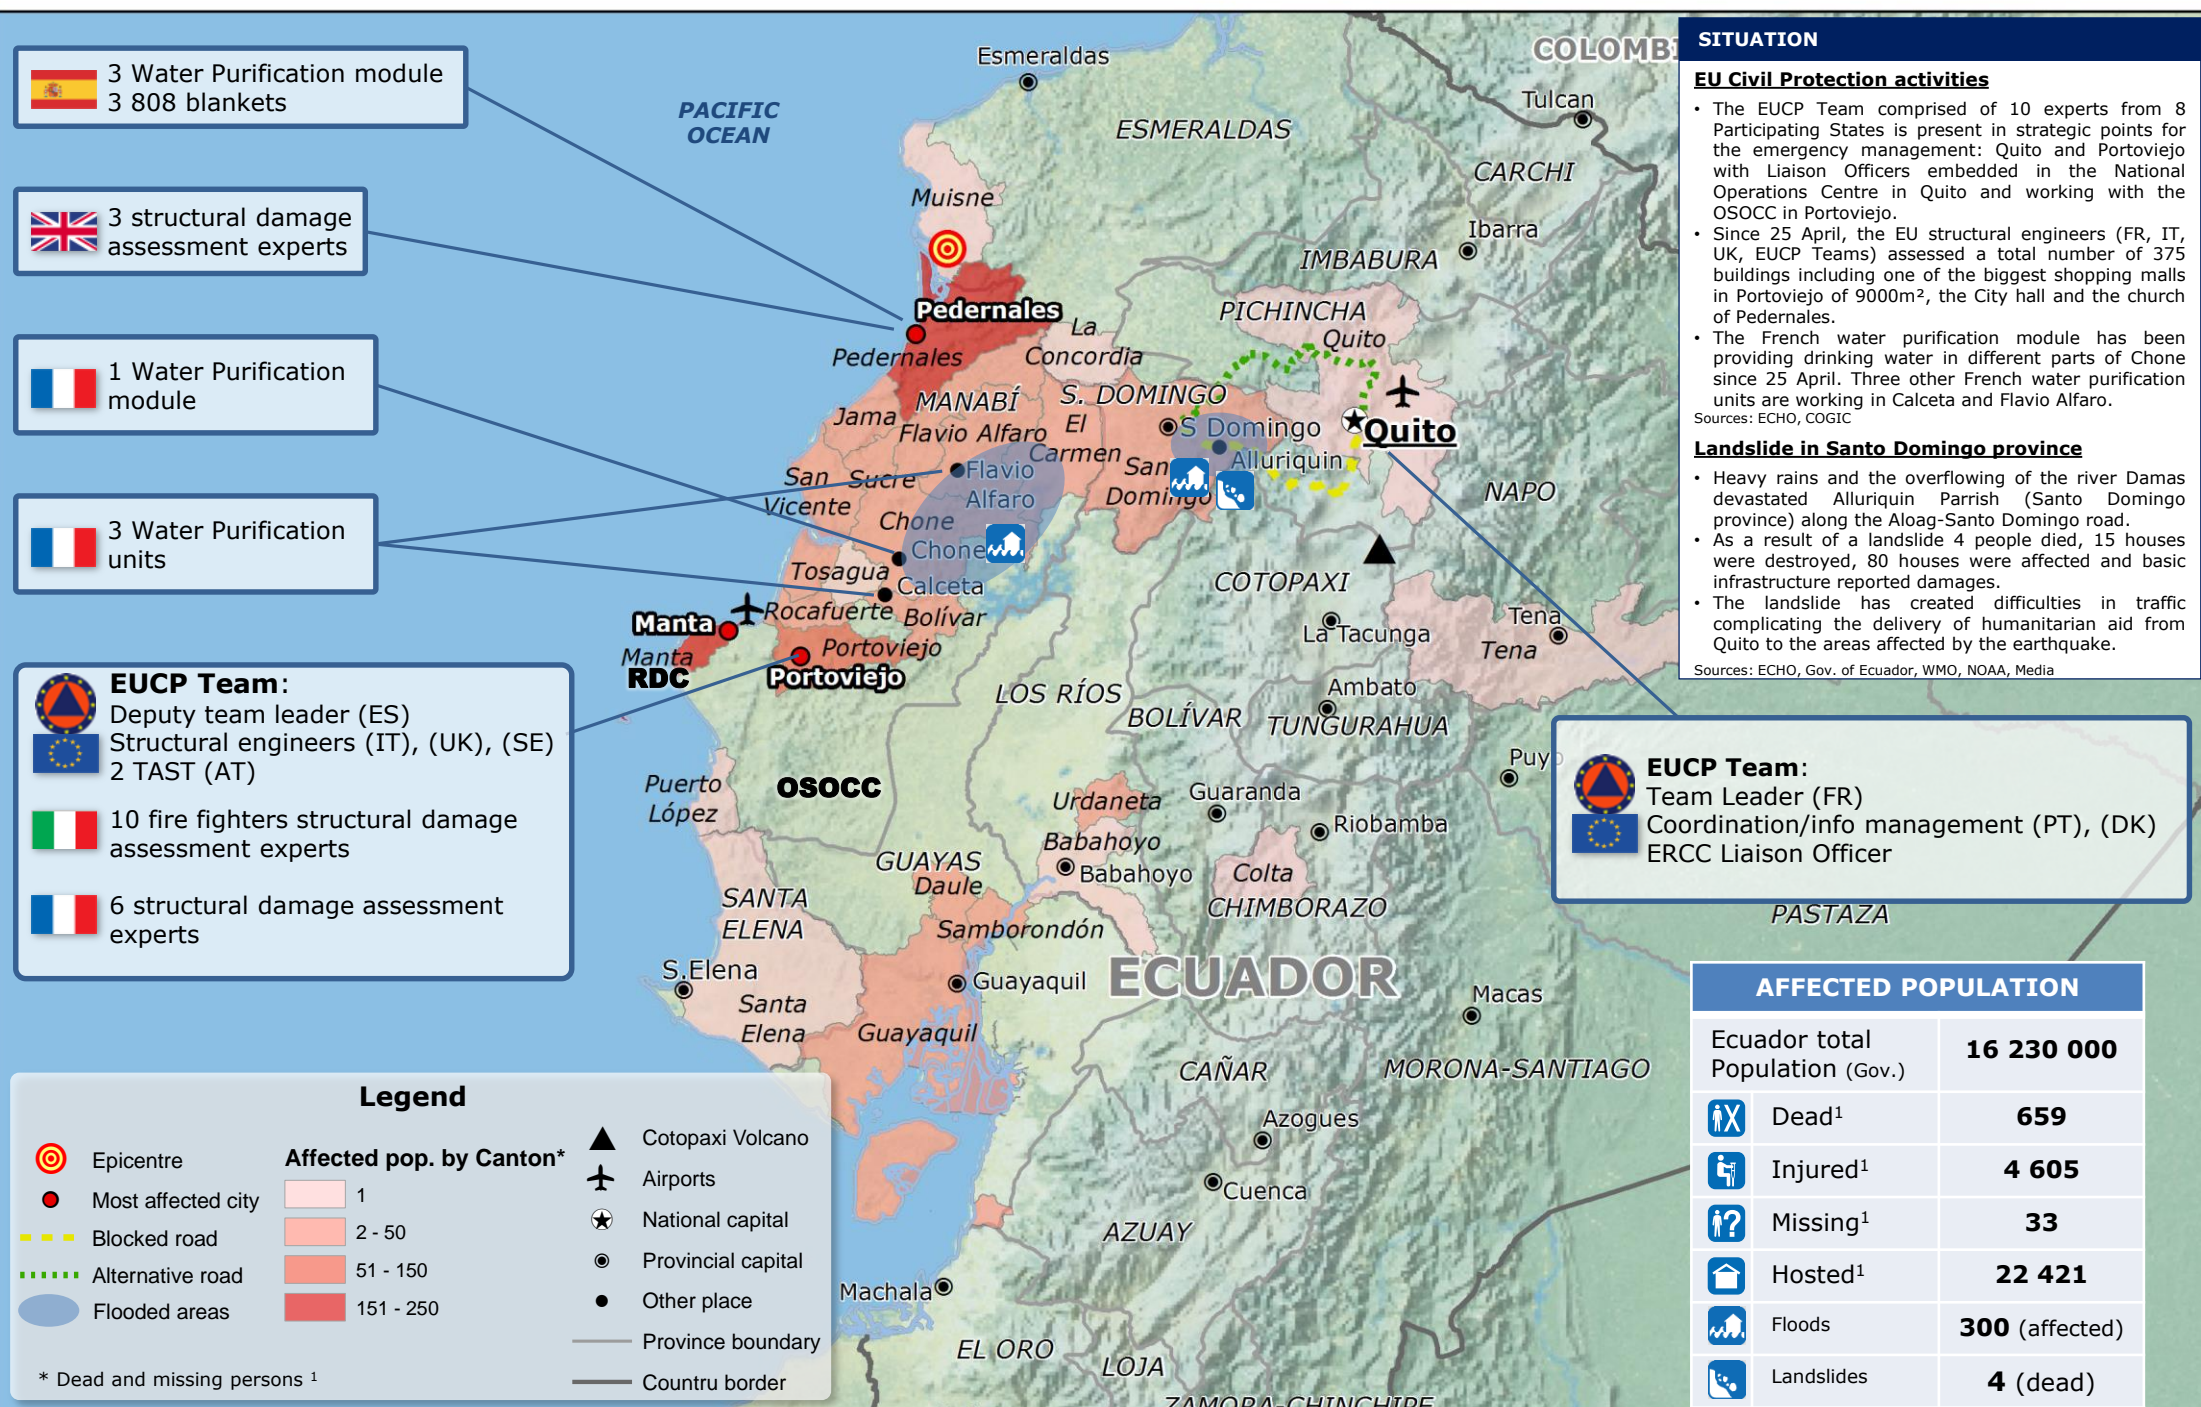 3 Water Purification module
3 808 blankets
3 structural damage
assessment experts
1 Water Purification
module
3 Water Purification
units
EUCP Team:
Deputy team leader (ES)
Structural engineers (IT), (UK), (SE)
2 TAST (AT)
10 fire fighters structural damage
assessment experts
6 structural damage assessment
experts
PACIFIC
OCEAN
Esmeraldas
ESMERALDAS
COLOMBI
Tulcan
CARCHI
Muisne
Ibarra
IMBABURA
Pedernales
Pedernales
La
Concordia
PICHINCHA
Quito
MANABÍ
S. DOMINGO
Jama
Flavio Alfaro
El
Carmen
S Domingo
Quito
Alluriquin
San
Domingo
San
Vicente
Sucre
Flavio
Alfaro
NAPO
Chone
Chone
Tosagua
Calceta
COTOPAXI
Rocafuerte
Bolívar
Manta
Manta
RDC
Portoviejo
Portoviejo
La Tacunga
Tena
Tena
LOS RÍOS
Ambato
BOLÍVAR
TUNGURAHUA
Puerto
López
OSOCC
Urdaneta
Guaranda
Puy
Babahoyo
Babahoyo
Riobamba
GUAYAS
Daule
Colta
CHIMBORAZO
SANTA
ELENA
Samborondón
PASTAZA
S.Elena
Guayaquil
ECUADOR
Santa
Elena
Guayaquil
Macas
CAÑAR
MORONA-SANTIAGO
Azogues
Cuenca
AZUAY
Machala
EL ORO
LOJA
ZAMORA-CHINCHIPE
SITUATION
EU Civil Protection activities
• The EUCP Team comprised of 10 experts from 8
Participating States is present in strategic points for
the emergency management: Quito and Portoviejo
with Liaison Officers embedded in the National
Operations Centre in Quito and working with the
OSOCC in Portoviejo.
• Since 25 April, the EU structural engineers (FR, IT,
UK, EUCP Teams) assessed a total number of 375
buildings including one of the biggest shopping malls
in Portoviejo of 9000m², the City hall and the church
of Pedernales.
• The French water purification module has been
providing drinking water in different parts of Chone
since 25 April. Three other French water purification
units are working in Calceta and Flavio Alfaro.
Sources: ECHO, COGIC
Landslide in Santo Domingo province
• Heavy rains and the overflowing of the river Damas
devastated Alluriquin Parrish (Santo Domingo
province) along the Aloag-Santo Domingo road.
• As a result of a landslide 4 people died, 15 houses
were destroyed, 80 houses were affected and basic
infrastructure reported damages.
• The landslide has created difficulties in traffic
complicating the delivery of humanitarian aid from
Quito to the areas affected by the earthquake.
Sources: ECHO, Gov. of Ecuador, WMO, NOAA, Media
EUCP Team:
Team Leader (FR)
Coordination/info management (PT), (DK)
ERCC Liaison Officer
AFFECTED POPULATION
Ecuador total
Population (Gov.) 16 230 000
Dead¹ 659
Injured¹ 4 605
Missing¹ 33
Hosted¹ 22 421
Floods 300 (affected)
Landslides 4 (dead)
Legend
Epicentre
Most affected city
Blocked road
Alternative road
Flooded areas
Affected pop. by Canton*
1
2 - 50
51 - 150
151 - 250
Cotopaxi Volcano
Airports
National capital
Provincial capital
Other place
Province boundary
Countru border
* Dead and missing persons ¹